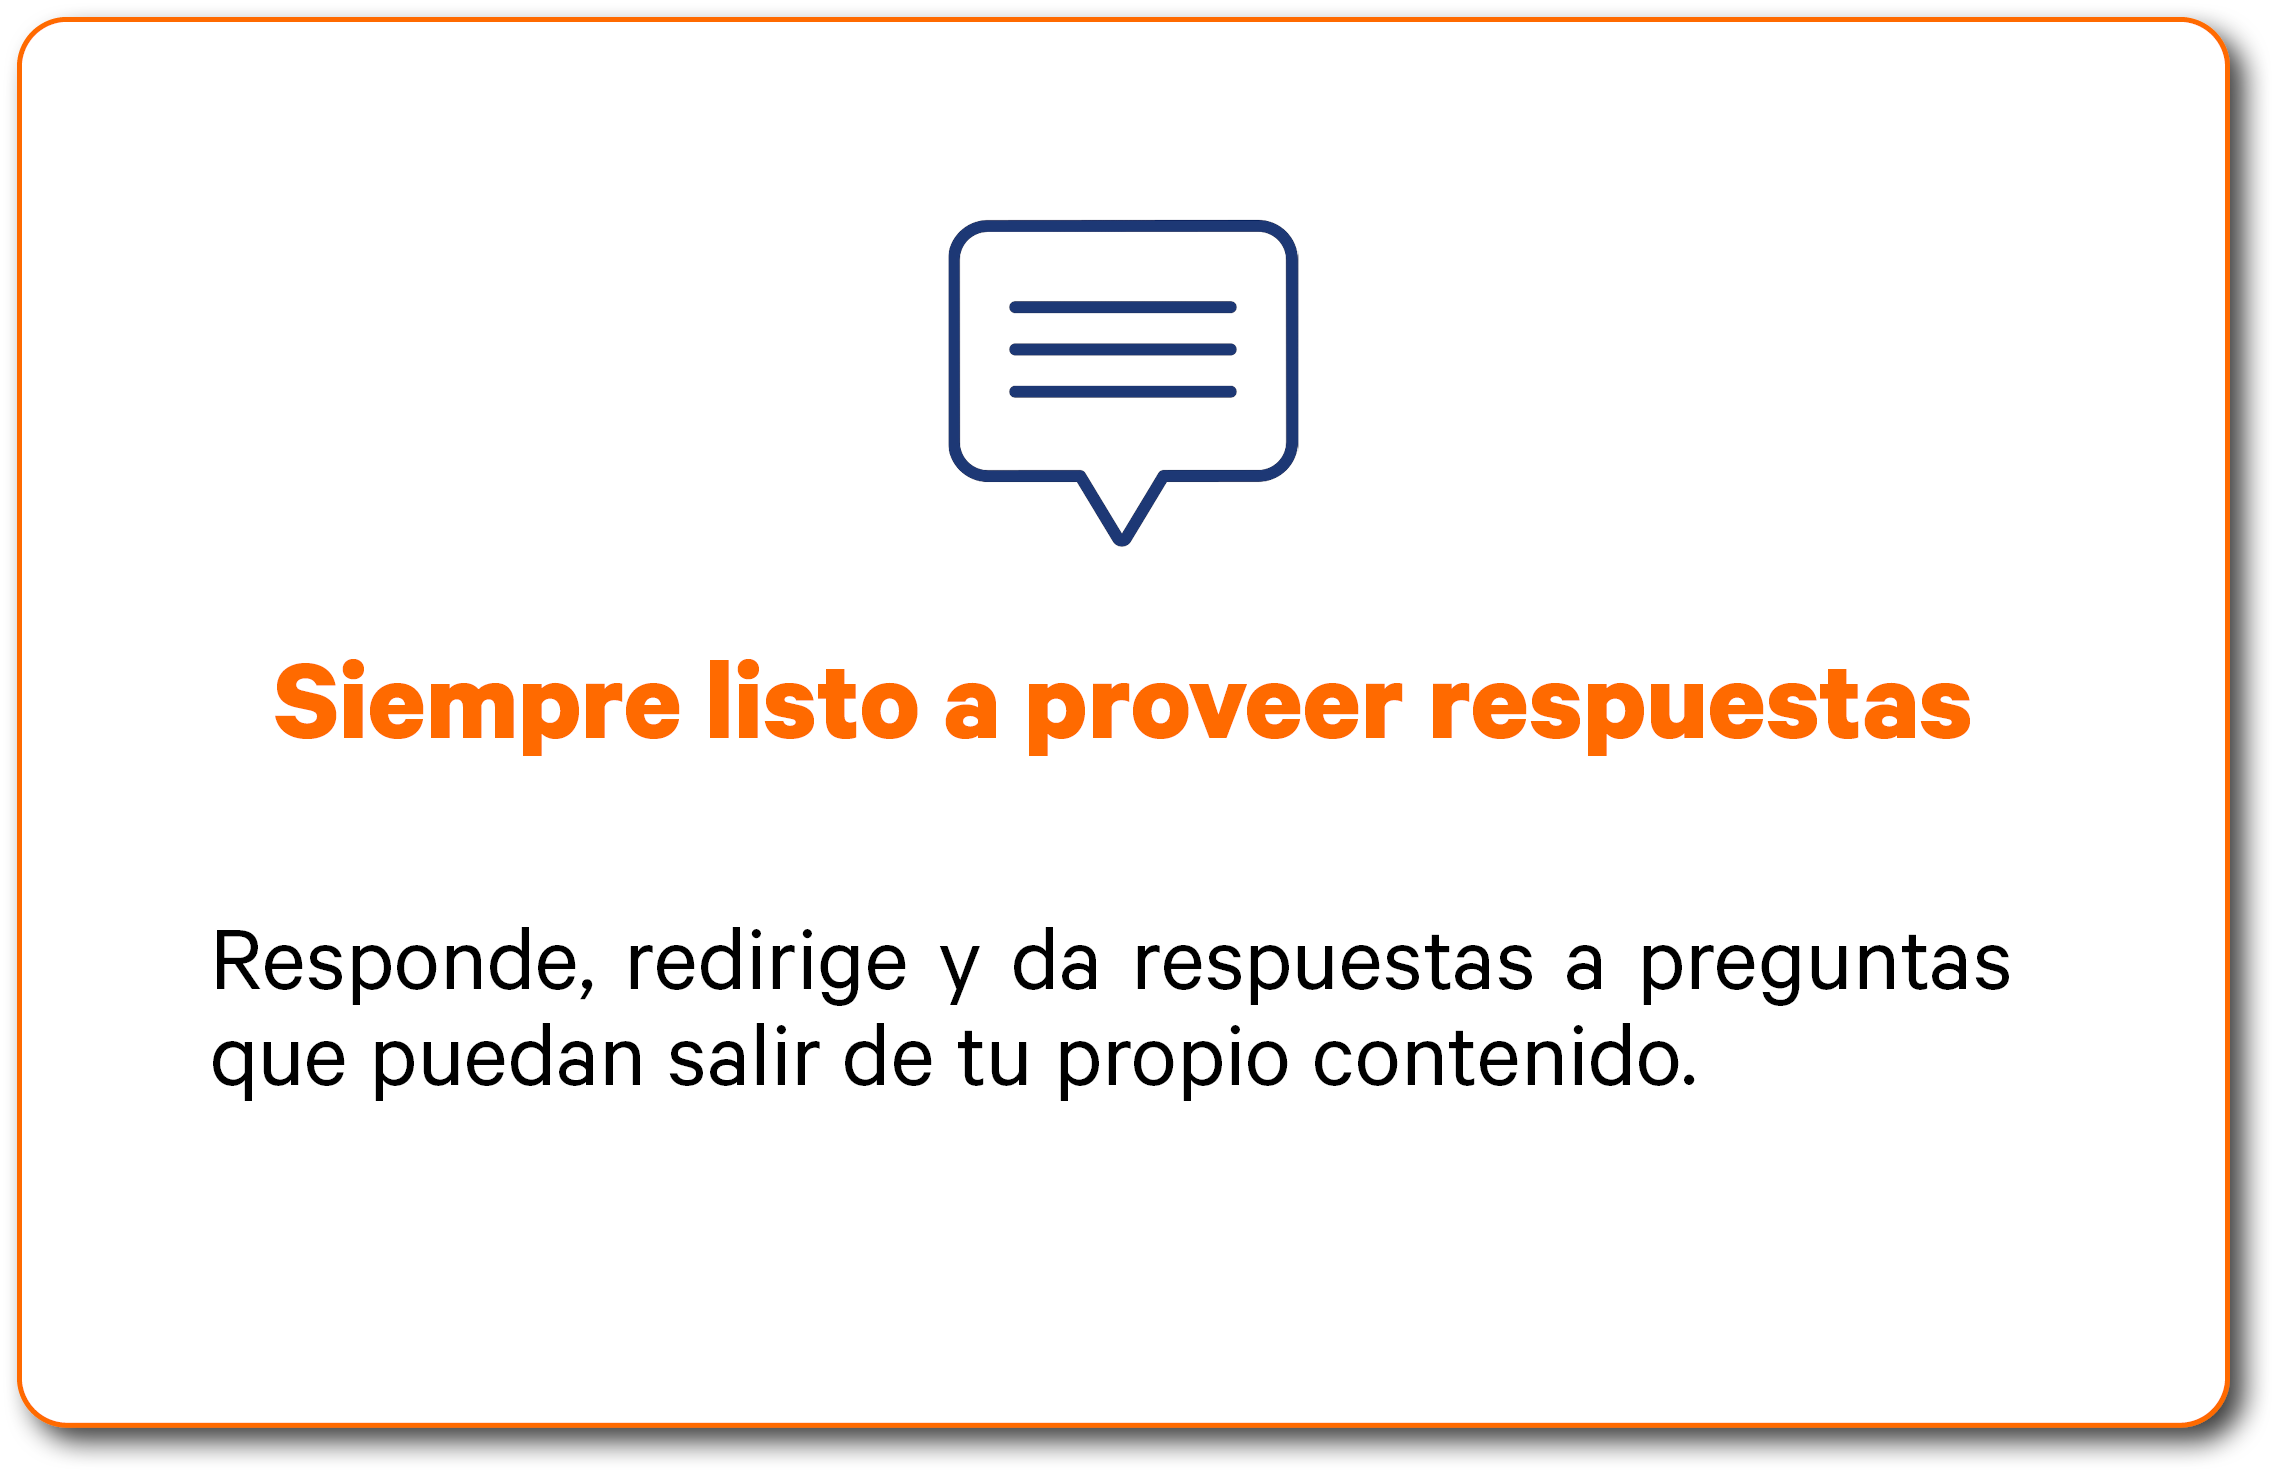 Siempre listo a proveer respuestas
Responde, redirige y da respuestas a preguntas
que puedan salir de tu propio contenido.